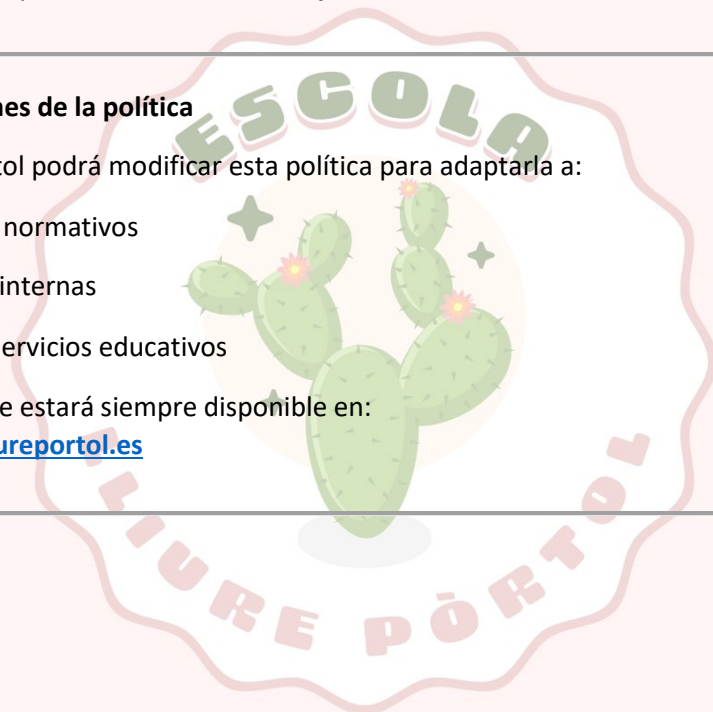 ESCOLA
nes de la política
tol podrá modificar esta política para adaptarla a:
normativos
internas
ervicios educativos
e estará siempre disponible en:
ureportol.es
LLIURE PÒRTOL